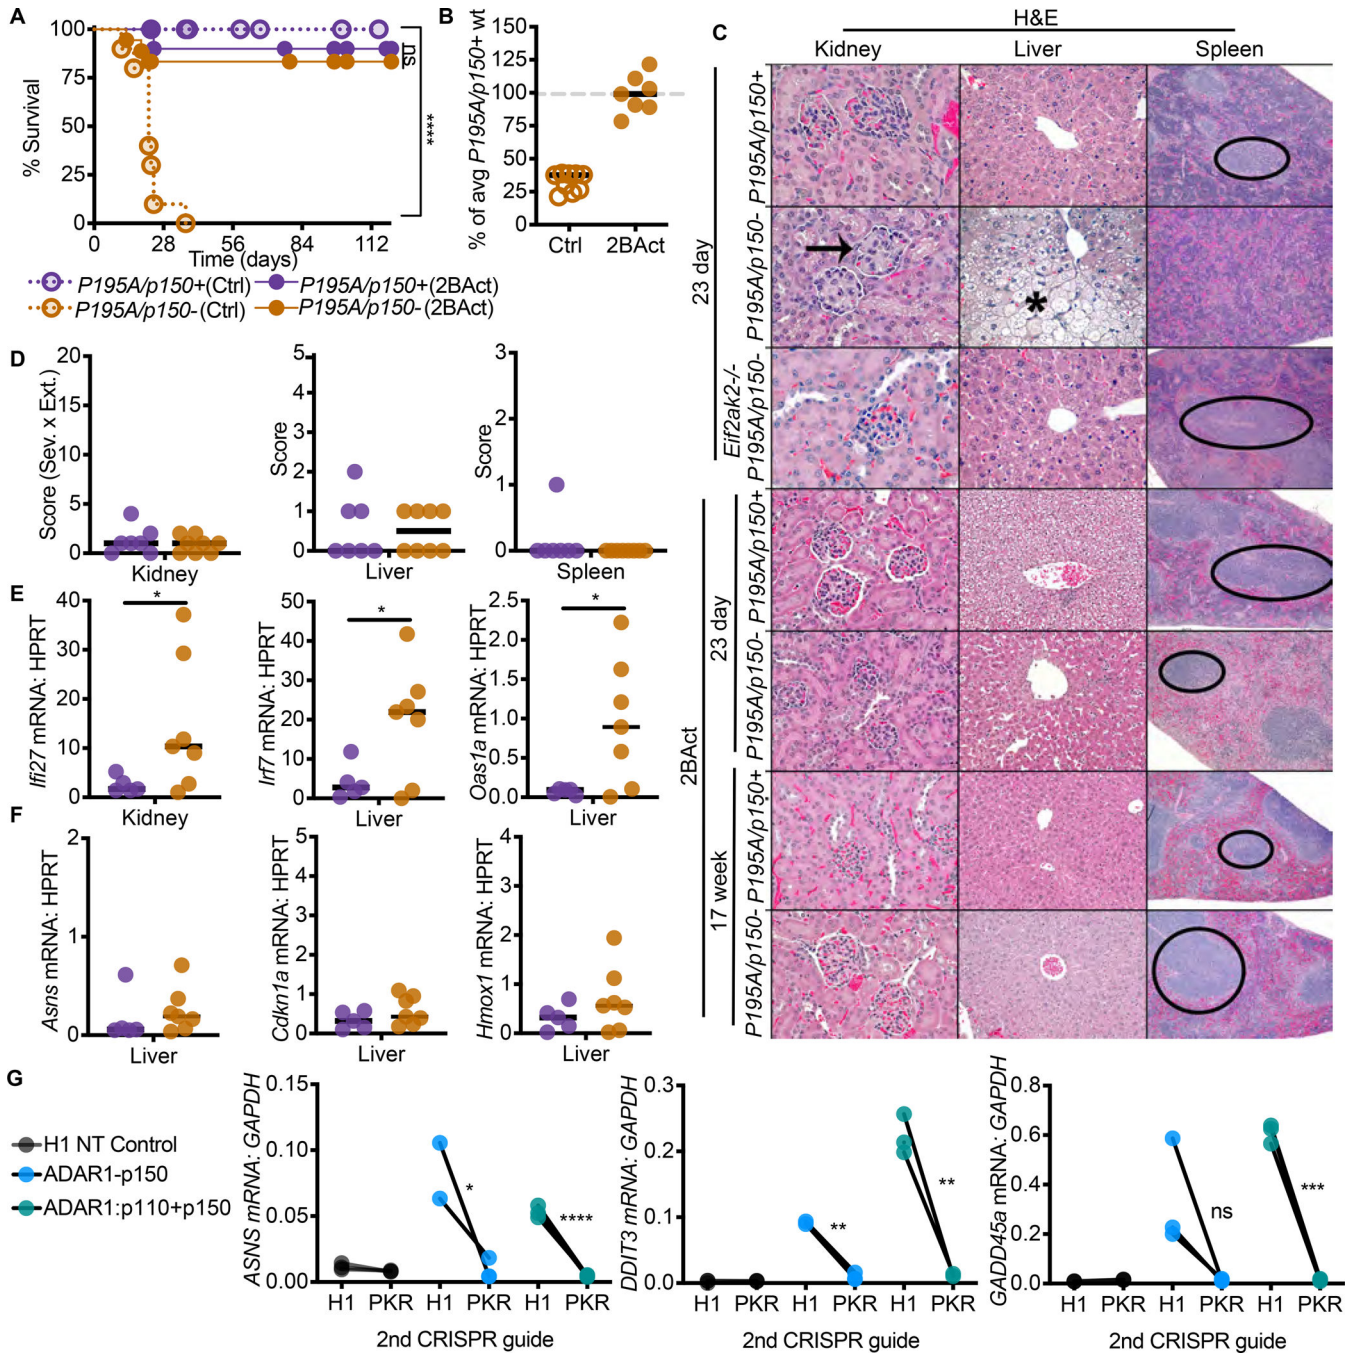 A
% Survival
100
75
50
25
0
0 28 56 84 112
Time (days)
ns
****
P195A/p150+(Ctrl)
P195A/p150+(2BAct)
P195A/p150-(Ctrl)
P195A/p150-(2BAct)
B
% of avg P195A/p150+ wt
150
125
100
75
50
25
0
Ctrl 2BAct
C
H&E
Kidney Liver Spleen
23 day
P195A/p150+
P195A/p150-
*
Eif2ak2-/-
P195A/p150-
2BAct
23 day
P195A/p150+
P195A/p150-
17 week
P195A/p150+
P195A/p150-
D
Score (Sev. x Ext.)
20
15
10
5
0
Kidney
Score
5
4
3
2
1
0
Liver
Score
3
2
1
0
Spleen
E
Ifi27 mRNA: HPRT
40
30
20
10
0
*
Kidney
Irf7 mRNA: HPRT
50
40
30
20
10
0
*
Liver
Oas1a mRNA: HPRT
2.5
2.0
1.5
1.0
0.5
0
*
Liver
F
Asns mRNA: HPRT
2
1
0
Liver
Cdkn1a mRNA: HPRT
5
4
3
2
1
0
Liver
Hmox1 mRNA: HPRT
4
3
2
1
0
Liver
G
H1 NT Control
ADAR1-p150
ADAR1:p110+p150
ASNS mRNA: GAPDH
0.15
0.10
0.05
0.00
*
****
H1 PKR H1 PKR H1 PKR
2nd CRISPR guide
DDIT3 mRNA: GAPDH
0.3
0.2
0.1
0.0
**
**
H1 PKR H1 PKR H1 PKR
2nd CRISPR guide
GADD45a mRNA: GAPDH
0.8
0.6
0.4
0.2
0.0
ns
***
H1 PKR H1 PKR H1 PKR
2nd CRISPR guide